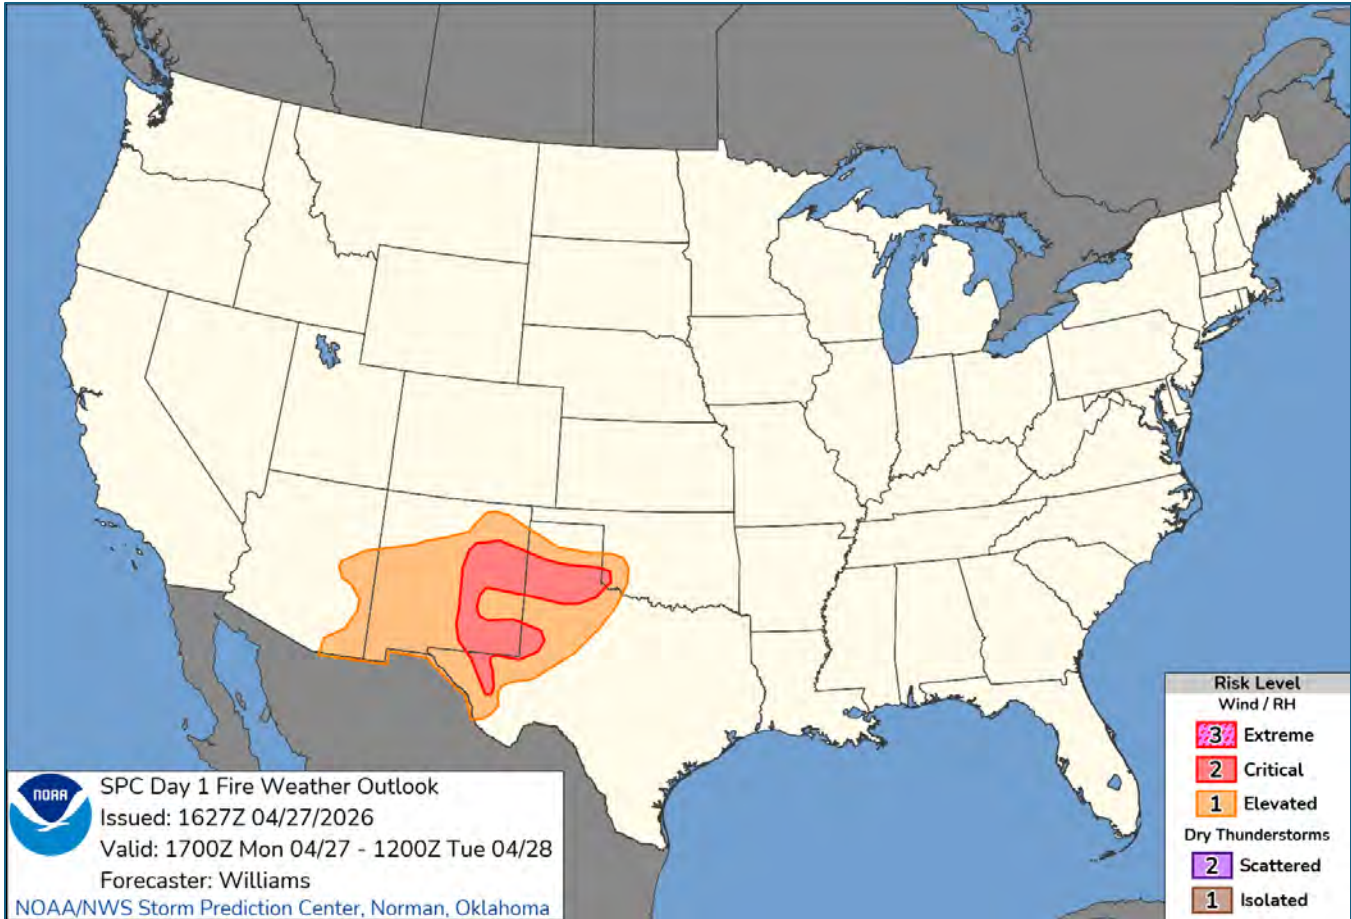 Risk Level
Wind / RH
3 Extreme
2 Critical
1 Elevated
Dry Thunderstorms
2 Scattered
1 Isolated
NOAA
SPC Day 1 Fire Weather Outlook
Issued: 1627Z 04/27/2026
Valid: 1700Z Mon 04/27 - 1200Z Tue 04/28
Forecaster: Williams
NOAA/NWS Storm Prediction Center, Norman, Oklahoma